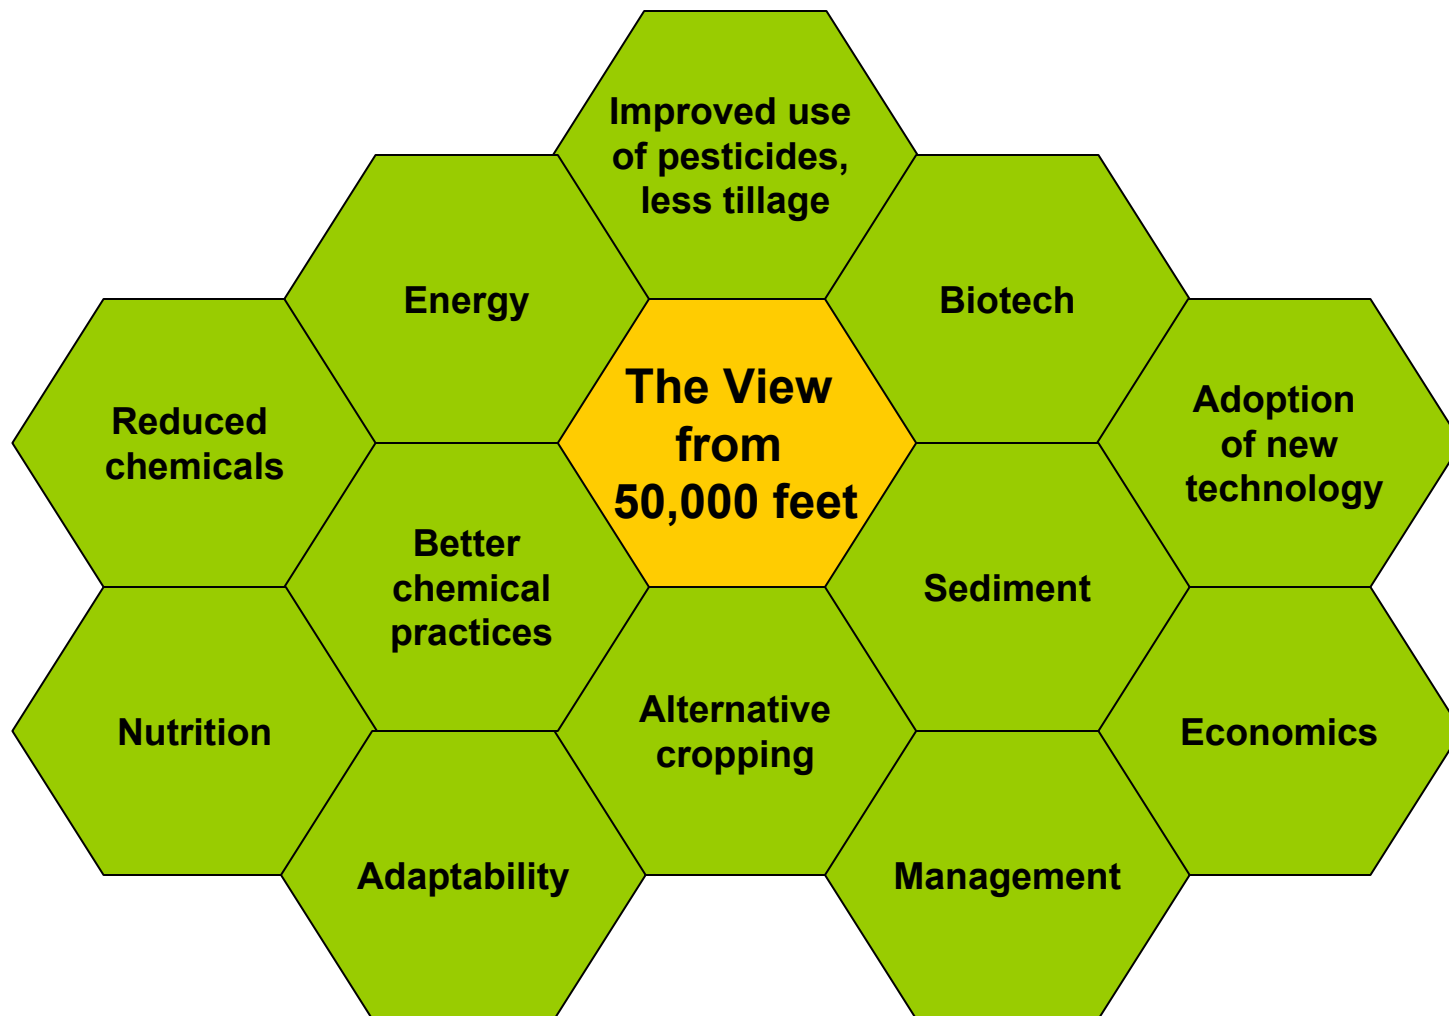 Improved use
of pesticides,
less tillage
Energy
Biotech
The View
from
50,000 feet
Reduced
chemicals
Adoption
of new
technology
Better
chemical
practices
Sediment
Nutrition
Alternative
cropping
Economics
Adaptability
Management